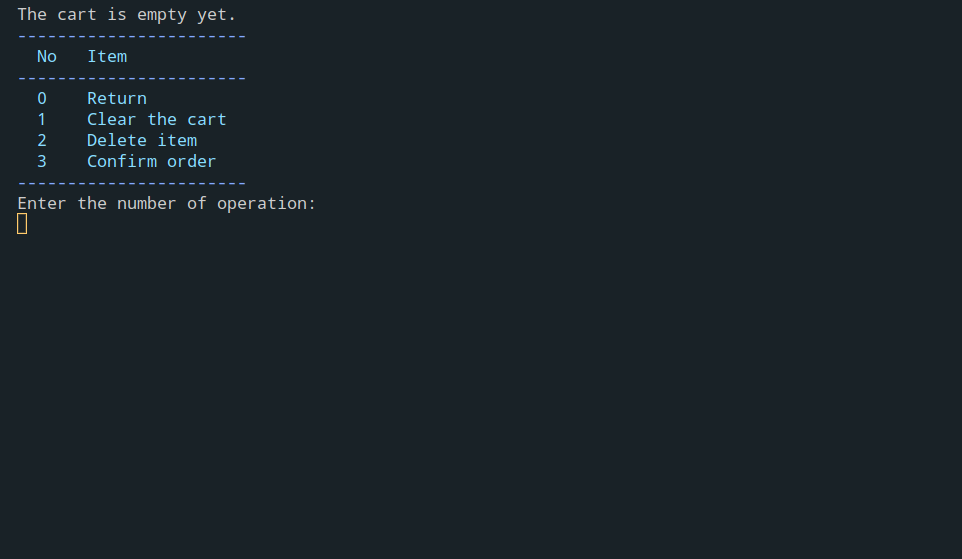 The cart is empty yet.
-----------------------
No Item
-----------------------
0 Return
1 Clear the cart
2 Delete item
3 Confirm order
-----------------------
Enter the number of operation: